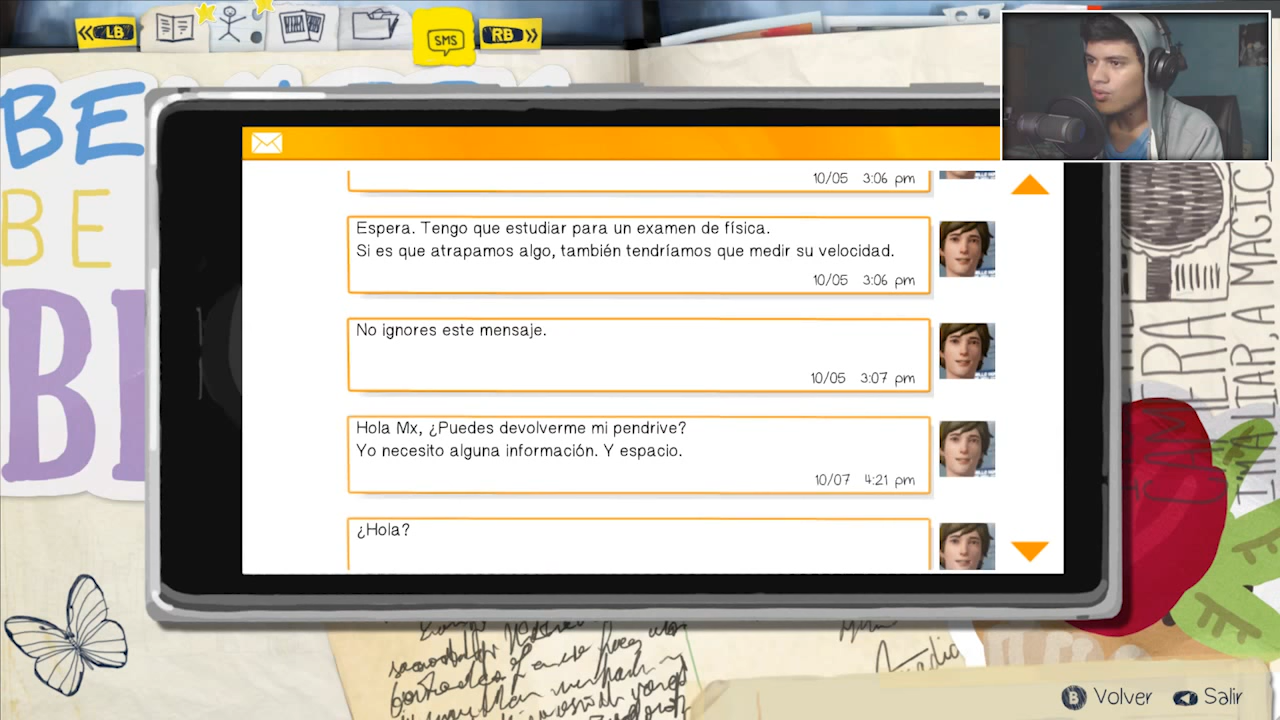 LB
SMS
RB
BE
BE
10/05 3:06 pm
Espera. Tengo que estudiar para un examen de física.
Si es que atrapamos algo, también tendríamos que medir su velocidad.
10/05 3:06 pm
No ignores este mensaje.
10/05 3:07 pm
Hola Mx, ¿Puedes devolverme mi pendrive?
Yo necesito alguna información. Y espacio.
10/07 4:21 pm
¿Hola?
B Volver
Salir